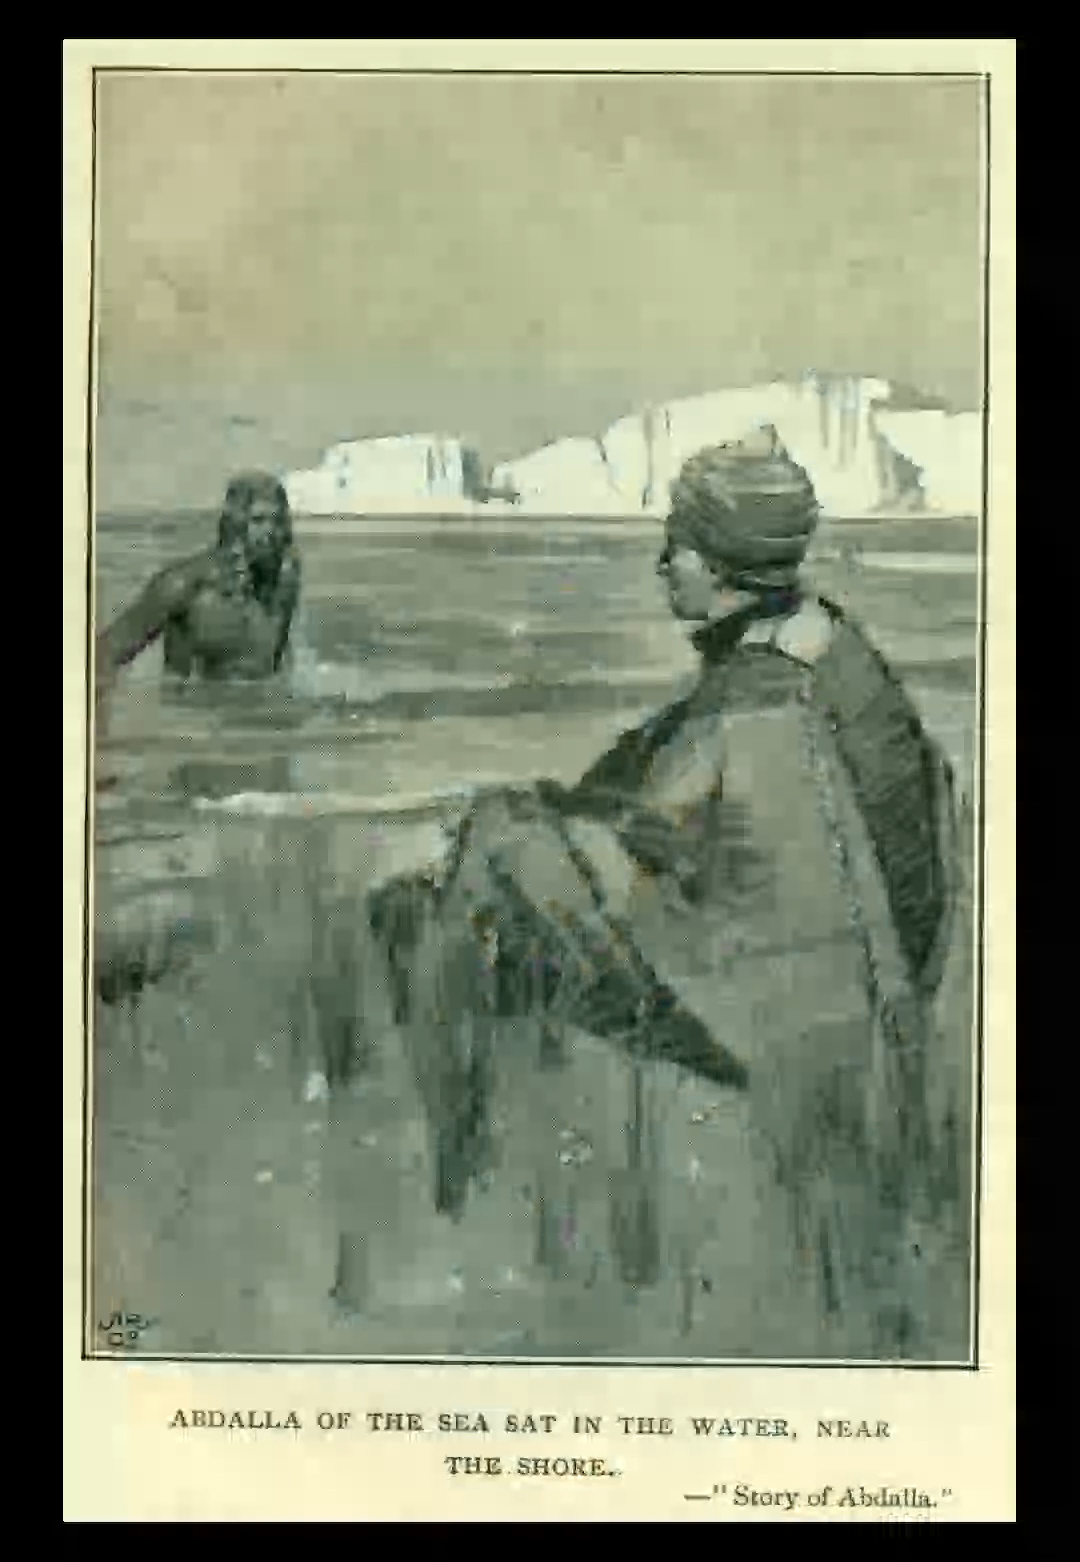 ABDALLA OF THE SEA SAT IN THE WATER, NEAR
THE SHORE.
—"Story of Abdalla."